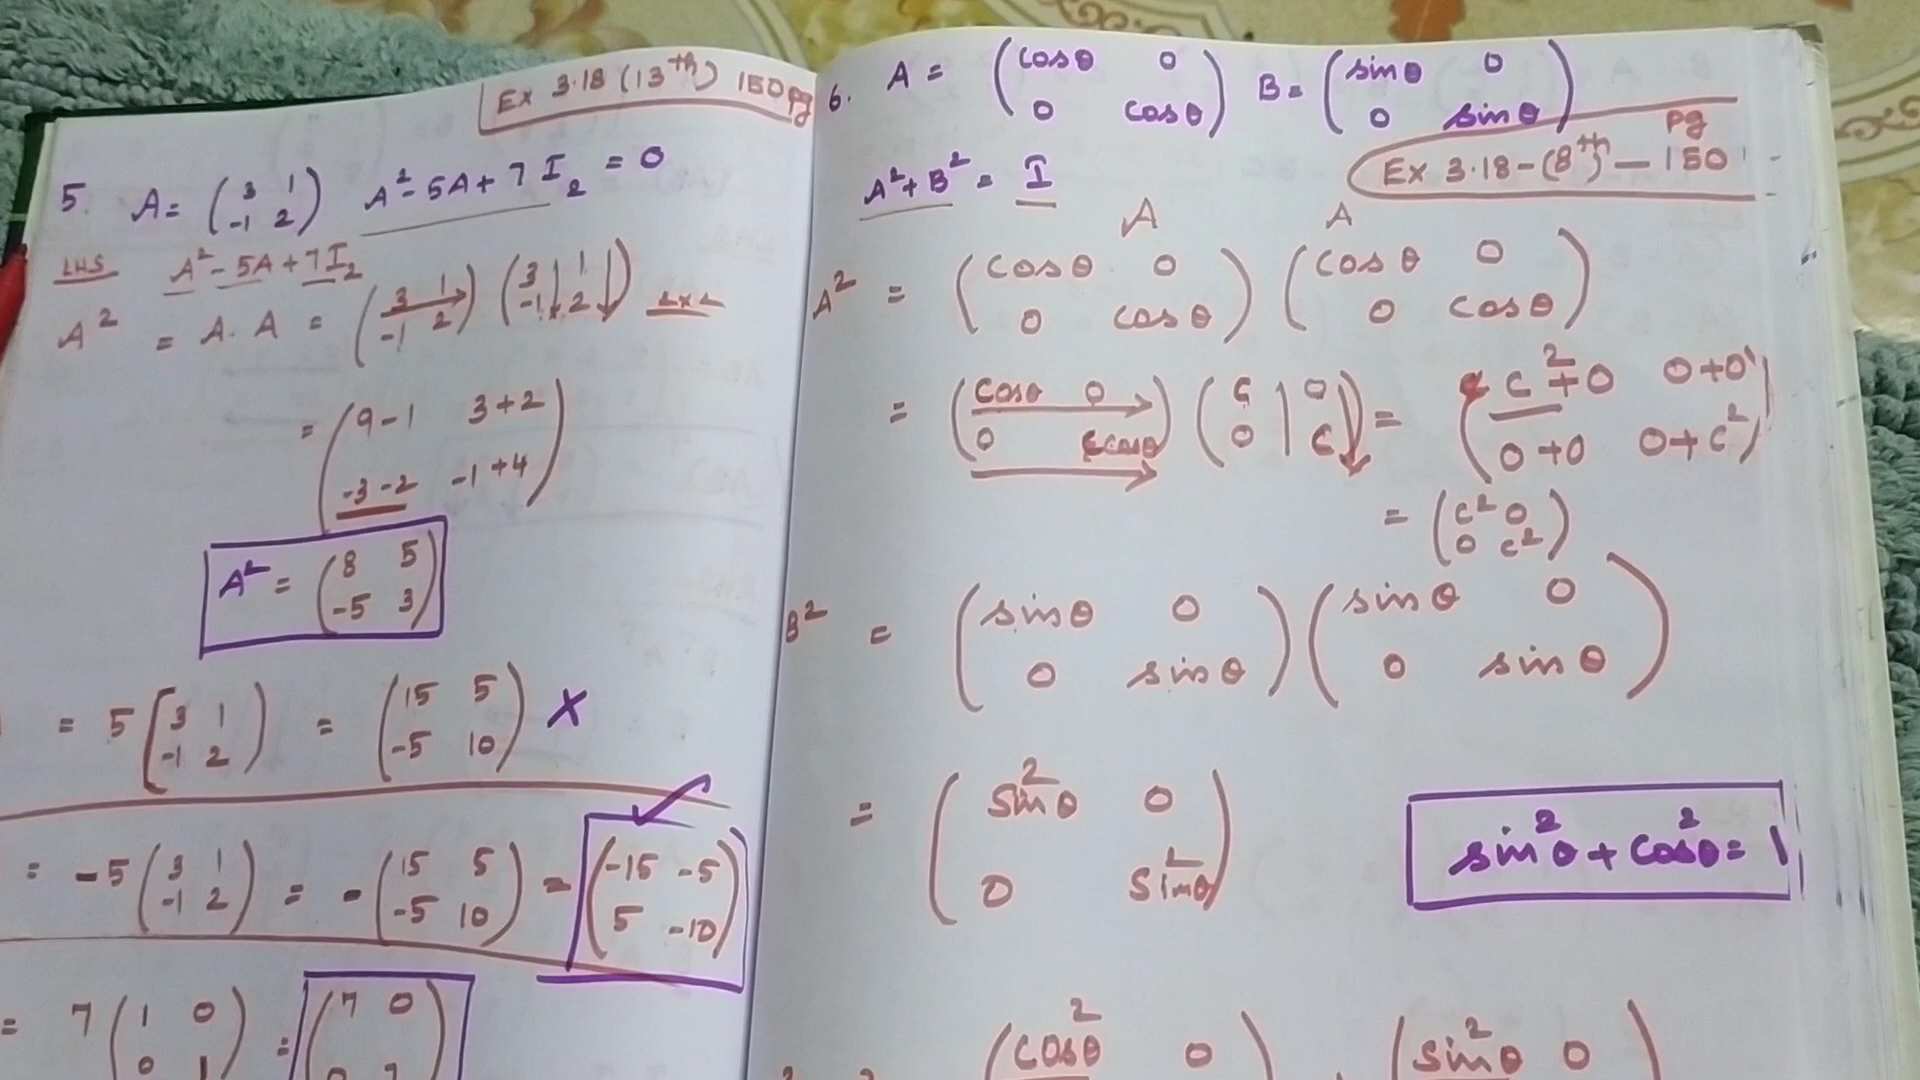 Ex 3.18 (13th) 150pg
5. A = ( 3 1 / -1 2 ) A² - 5A + 7 I₂ = 0
LHS A² - 5A + 7I₂
A² = A. A = ( 3 1 / -1 2 ) ( 3 1 / -1 2 ) 2x2
= ( 9-1 3+2 / -3-2 -1+4 )
A² = ( 8 5 / -5 3 )
= 5 [ 3 1 / -1 2 ) = ( 15 5 / -5 10 ) X
= -5 ( 3 1 / -1 2 ) = - ( 15 5 / -5 10 ) = ( -15 -5 / 5 -10 ) ✓
= 7 ( 1 0 / 0 1 ) = ( 7 0 / 0 7 )
6. A = ( cosθ 0 / 0 cosθ ) B = ( sinθ 0 / 0 sinθ )
A² + B² = I
Ex 3.18 - (8th) - 150 pg
A A
A² = ( cosθ 0 / 0 cosθ ) ( cosθ 0 / 0 cosθ )
= ( cosθ 0 / 0 cosθ ) ( C 0 / 0 C ) = ( C²+0 0+0 / 0+0 0+C² )
= ( C² 0 / 0 C² )
B² = ( sinθ 0 / 0 sinθ ) ( sinθ 0 / 0 sinθ )
= ( sin²θ 0 / 0 sin²θ )
sin²θ + cos²θ = 1
( cos²θ 0 ( sin²θ 0